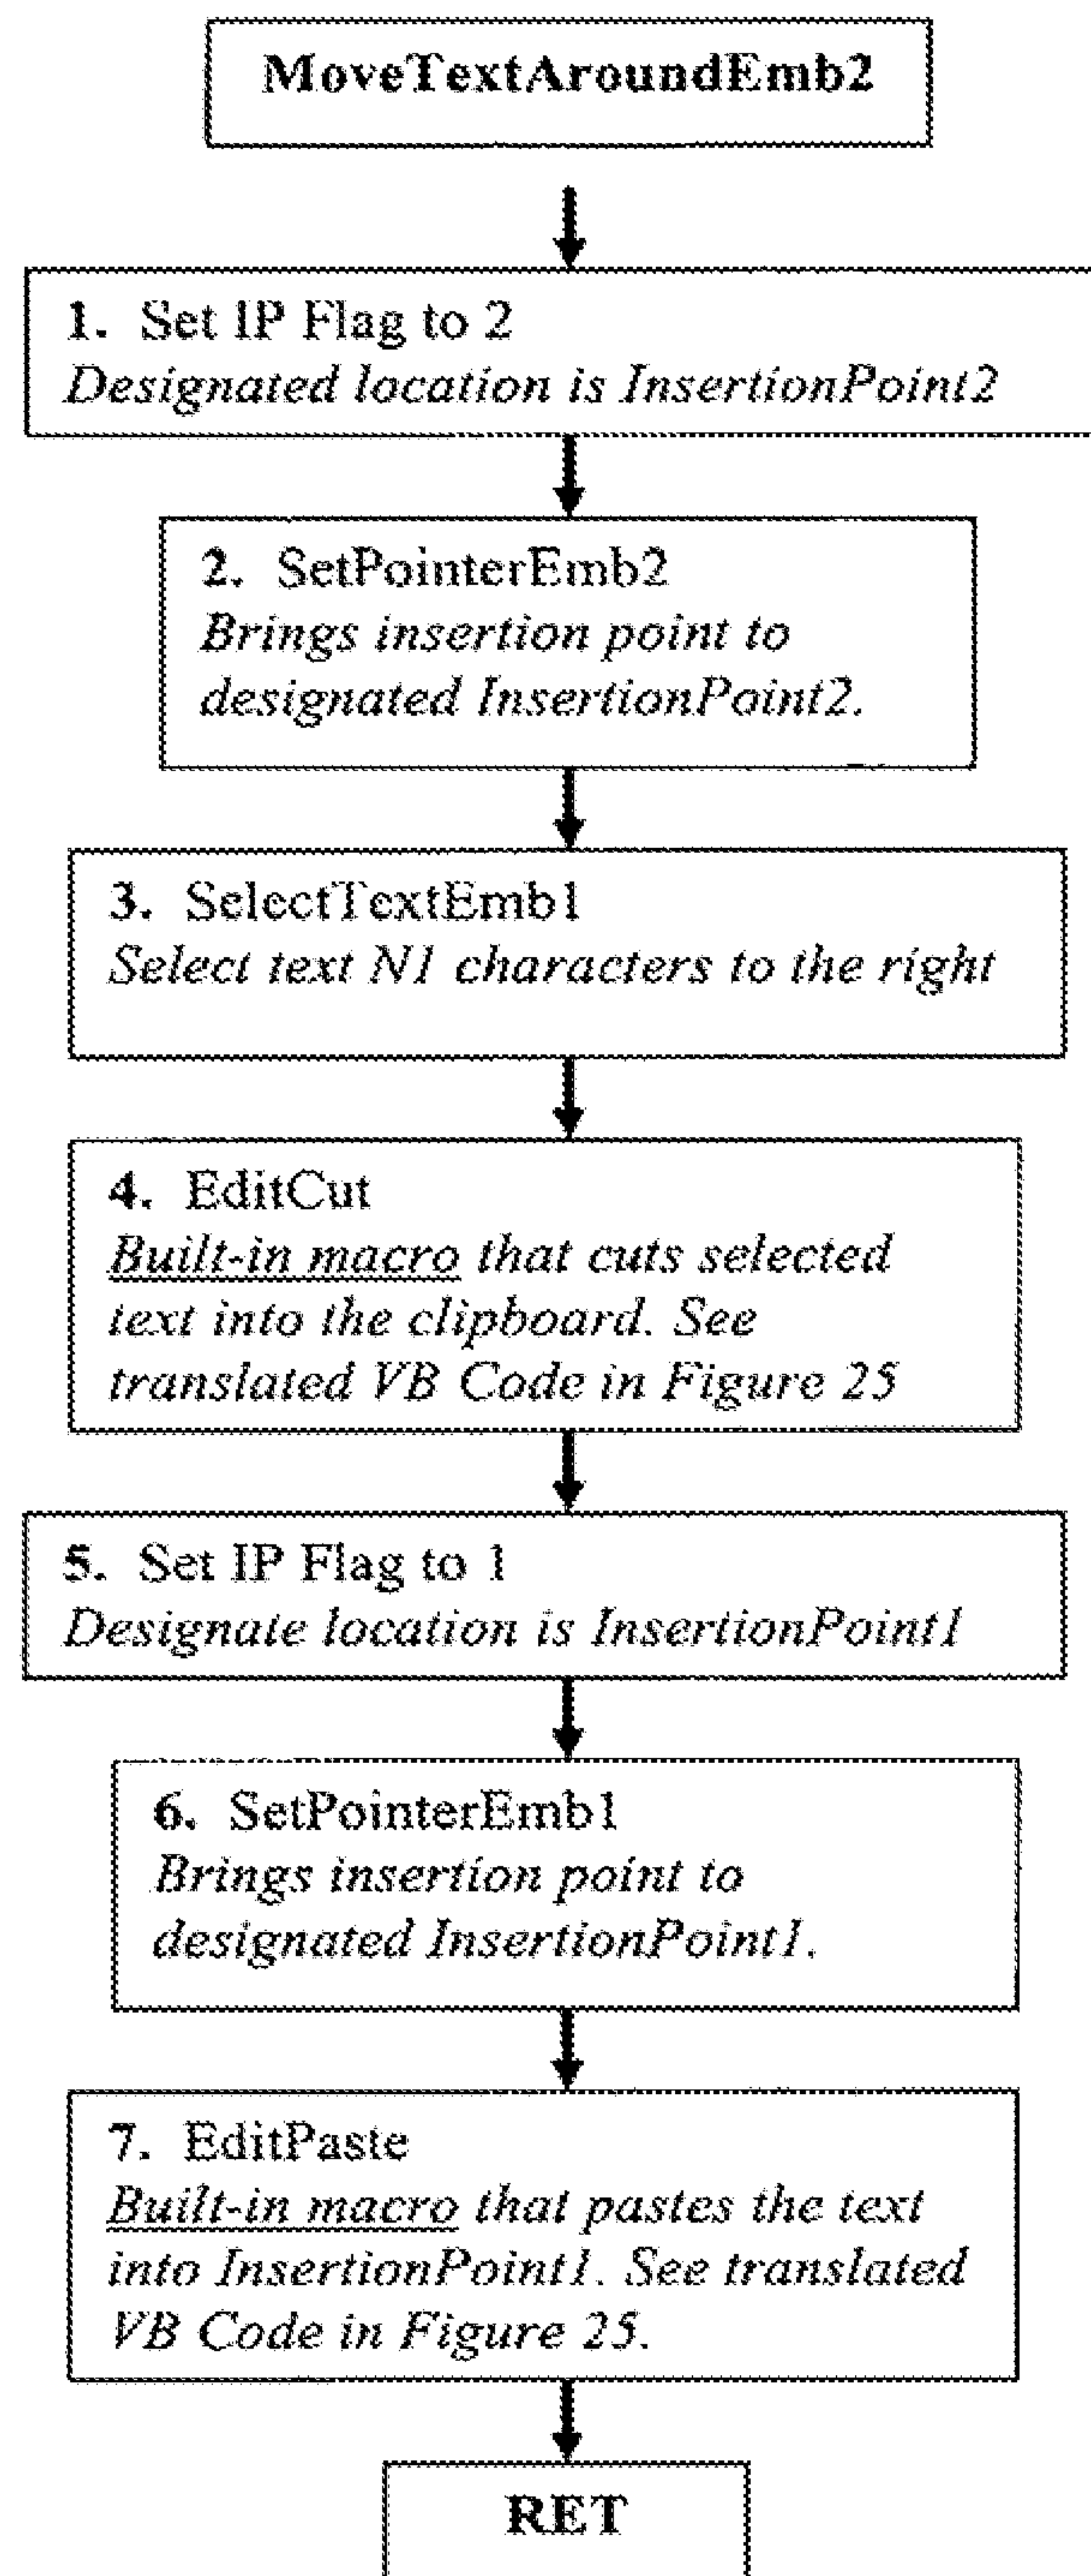 MoveTextAroundEmb2
1. Set IP Flag to 2
Designated location is InsertionPoint2
2. SetPointerEmb2
Brings insertion point to
designated InsertionPoint2.
3. SelectTextEmb1
Select text N1 characters to the right
4. EditCut
Built-in macro that cuts selected
text into the clipboard. See
translated VB Code in Figure 25
5. Set IP Flag to 1
Designate location is InsertionPoint1
6. SetPointerEmb1
Brings insertion point to
designated InsertionPoint1.
7. EditPaste
Built-in macro that pastes the text
into InsertionPoint1. See translated
VB Code in Figure 25.
RET